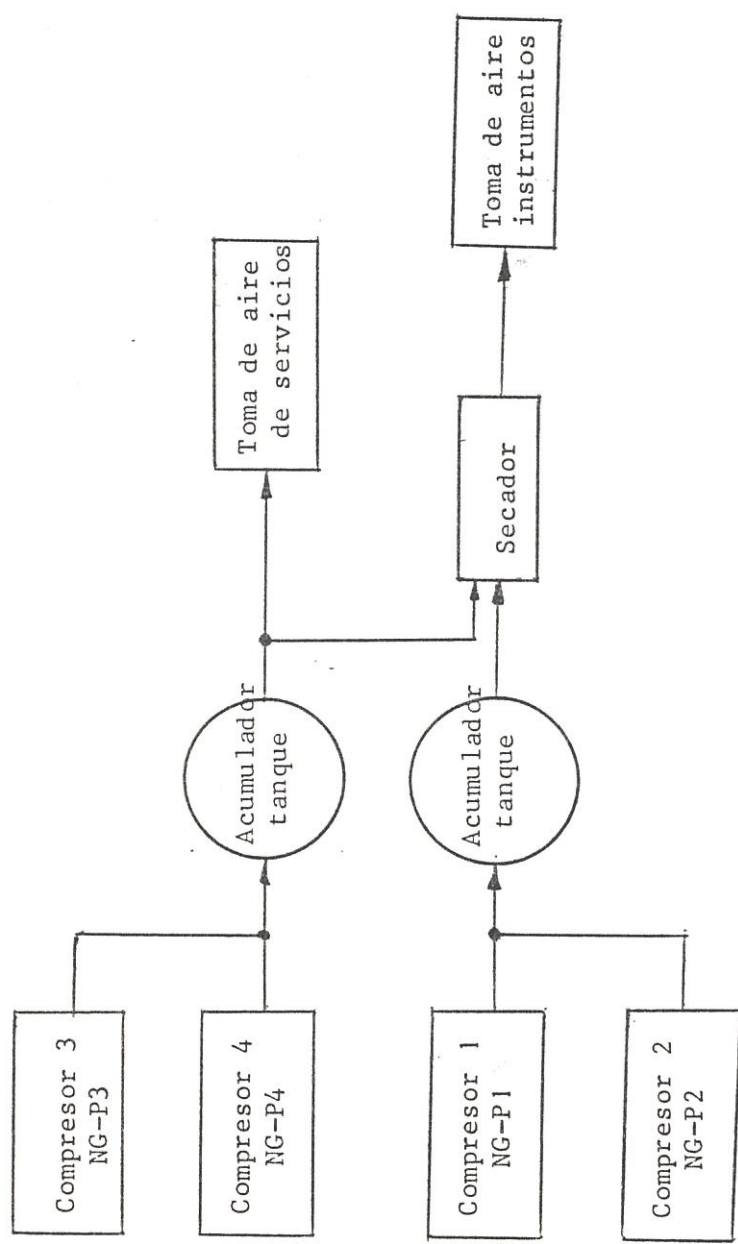 Compresor 3
NG-P3
Compresor 4
NG-P4
Compresor 1
NG-P1
Compresor 2
NG-P2
Acumulador
tanque
Acumulador
tanque
Toma de aire
de servicios
Secador
Toma de aire
instrumentos